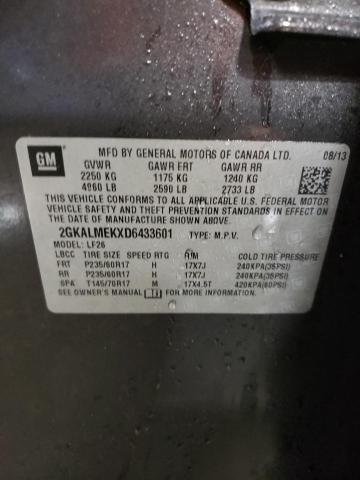 GM
MFD BY GENERAL MOTORS OF CANADA LTD. 08/13
GVWR GAWR FRT GAWR RR
2250 KG 1175 KG 1240 KG
4960 LB 2590 LB 2733 LB
THIS VEHICLE CONFORMS TO ALL APPLICABLE U.S. FEDERAL MOTOR
VEHICLE SAFETY AND THEFT PREVENTION STANDARDS IN EFFECT
ON THE DATE OF MANUFACTURE SHOWN ABOVE.
2GKALMEKXD6433601 TYPE: M.P.V.
MODEL: LF26
LBCC TIRE SIZE SPEED RTG RIM COLD TIRE PRESSURE
FRT P235/60R17 H 17X7J 240KPA(35PSI)
RR P235/60R17 H 17X7J 240KPA(35PSI)
SPA T145/70R17 M 17X4.5T 420KPA(60PSI)
SEE OWNER'S MANUAL FOR MORE INFORMATION.